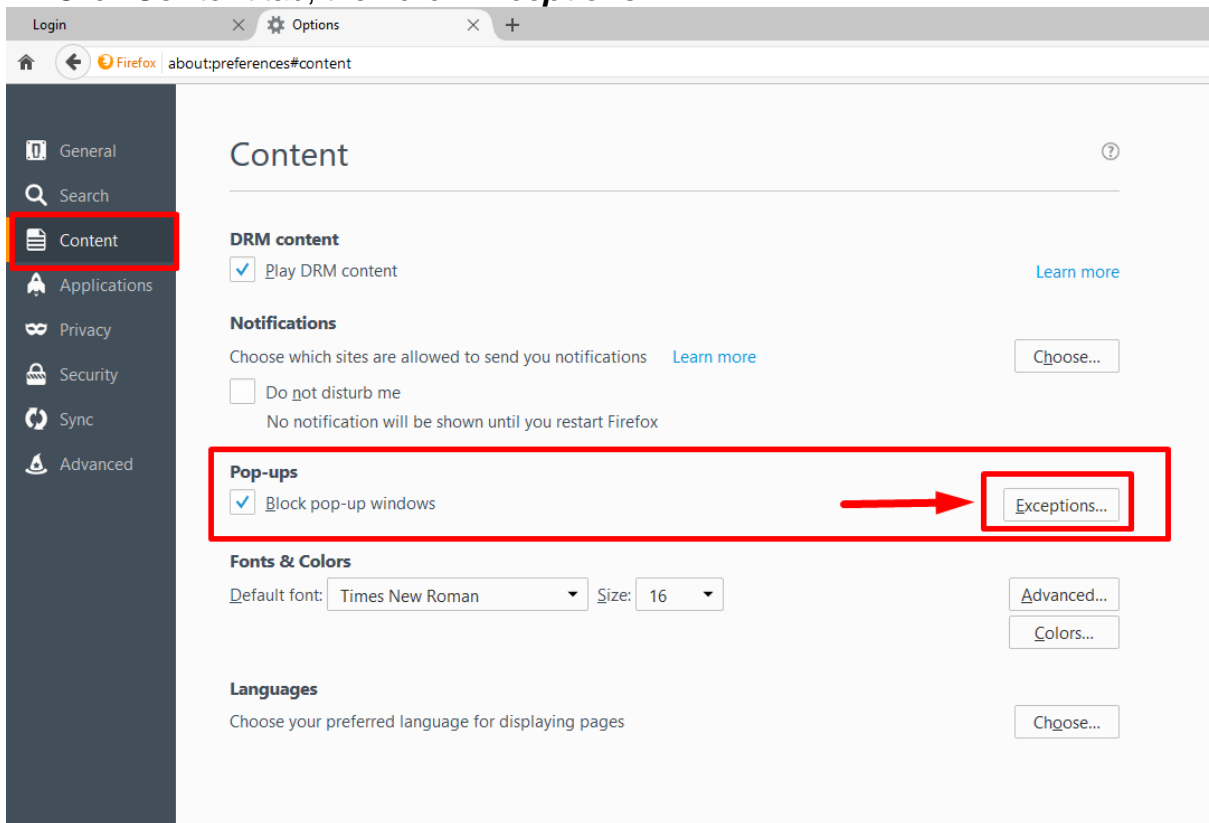 Login
Options
Firefox about:preferences#content
General
Search
Content
Applications
Privacy
Security
Sync
Advanced
Content
DRM content
Play DRM content
Learn more
Notifications
Choose which sites are allowed to send you notifications Learn more
Choose...
Do not disturb me
No notification will be shown until you restart Firefox
Pop-ups
Block pop-up windows
Exceptions...
Fonts & Colors
Default font: Times New Roman Size: 16
Advanced...
Colors...
Languages
Choose your preferred language for displaying pages
Choose...